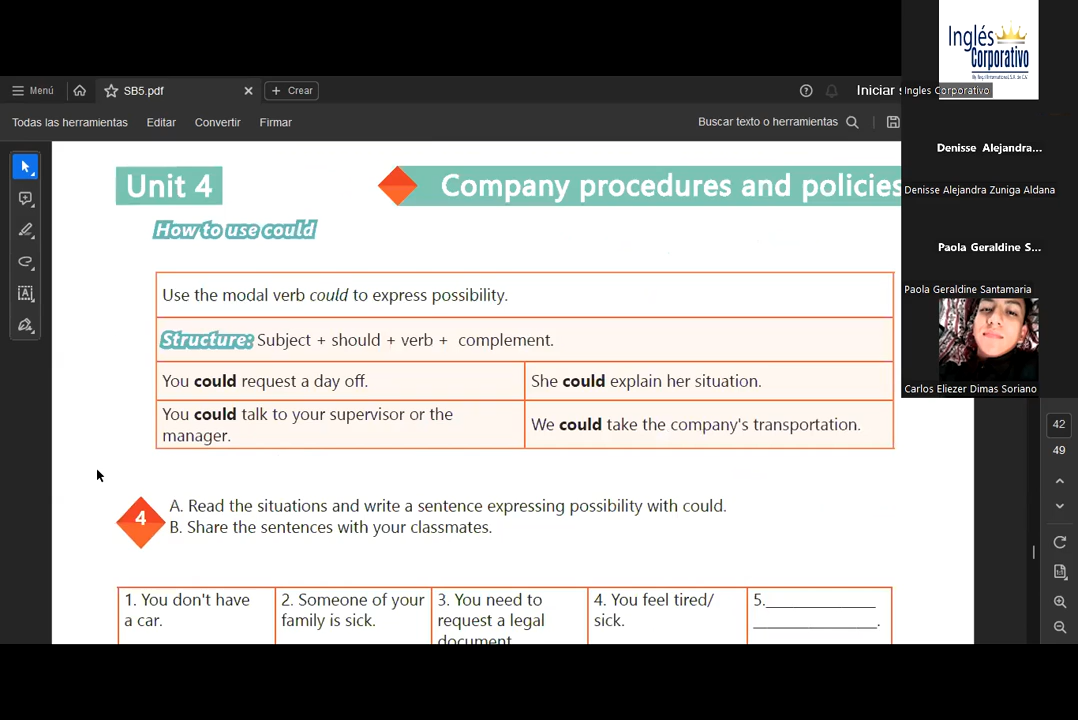 Menú
SB5.pdf
Crear
Iniciar s
Todas las herramientas
Editar
Convertir
Firmar
Buscar texto o herramientas
Unit 4
Company procedures and policies
How to use could
Use the modal verb could to express possibility.
Structure: Subject + should + verb + complement.
You could request a day off.
She could explain her situation.
You could talk to your supervisor or the
manager.
We could take the company's transportation.
4
A. Read the situations and write a sentence expressing possibility with could.
B. Share the sentences with your classmates.
1. You don't have
a car.
2. Someone of your
family is sick.
3. You need to
request a legal
document
4. You feel tired/
sick.
5._______________
__________________.
Inglés
Corporativo
Ingles Corporativo
Denisse Alejandra...
Denisse Alejandra Zuniga Aldana
Paola Geraldine S...
Paola Geraldine Santamaria
Carlos Eliezer Dimas Soriano
42
49